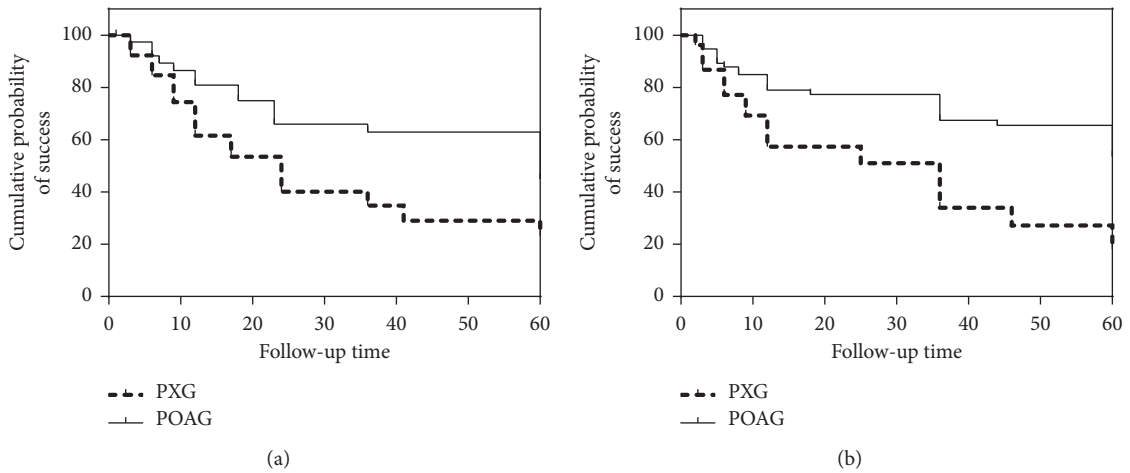 Cumulative probability
of success
100
80
60
40
20
0
0 10 20 30 40 50 60
Follow-up time
PXG
POAG
(a)
Cumulative probability
of success
100
80
60
40
20
0
0 10 20 30 40 50 60
Follow-up time
PXG
POAG
(b)